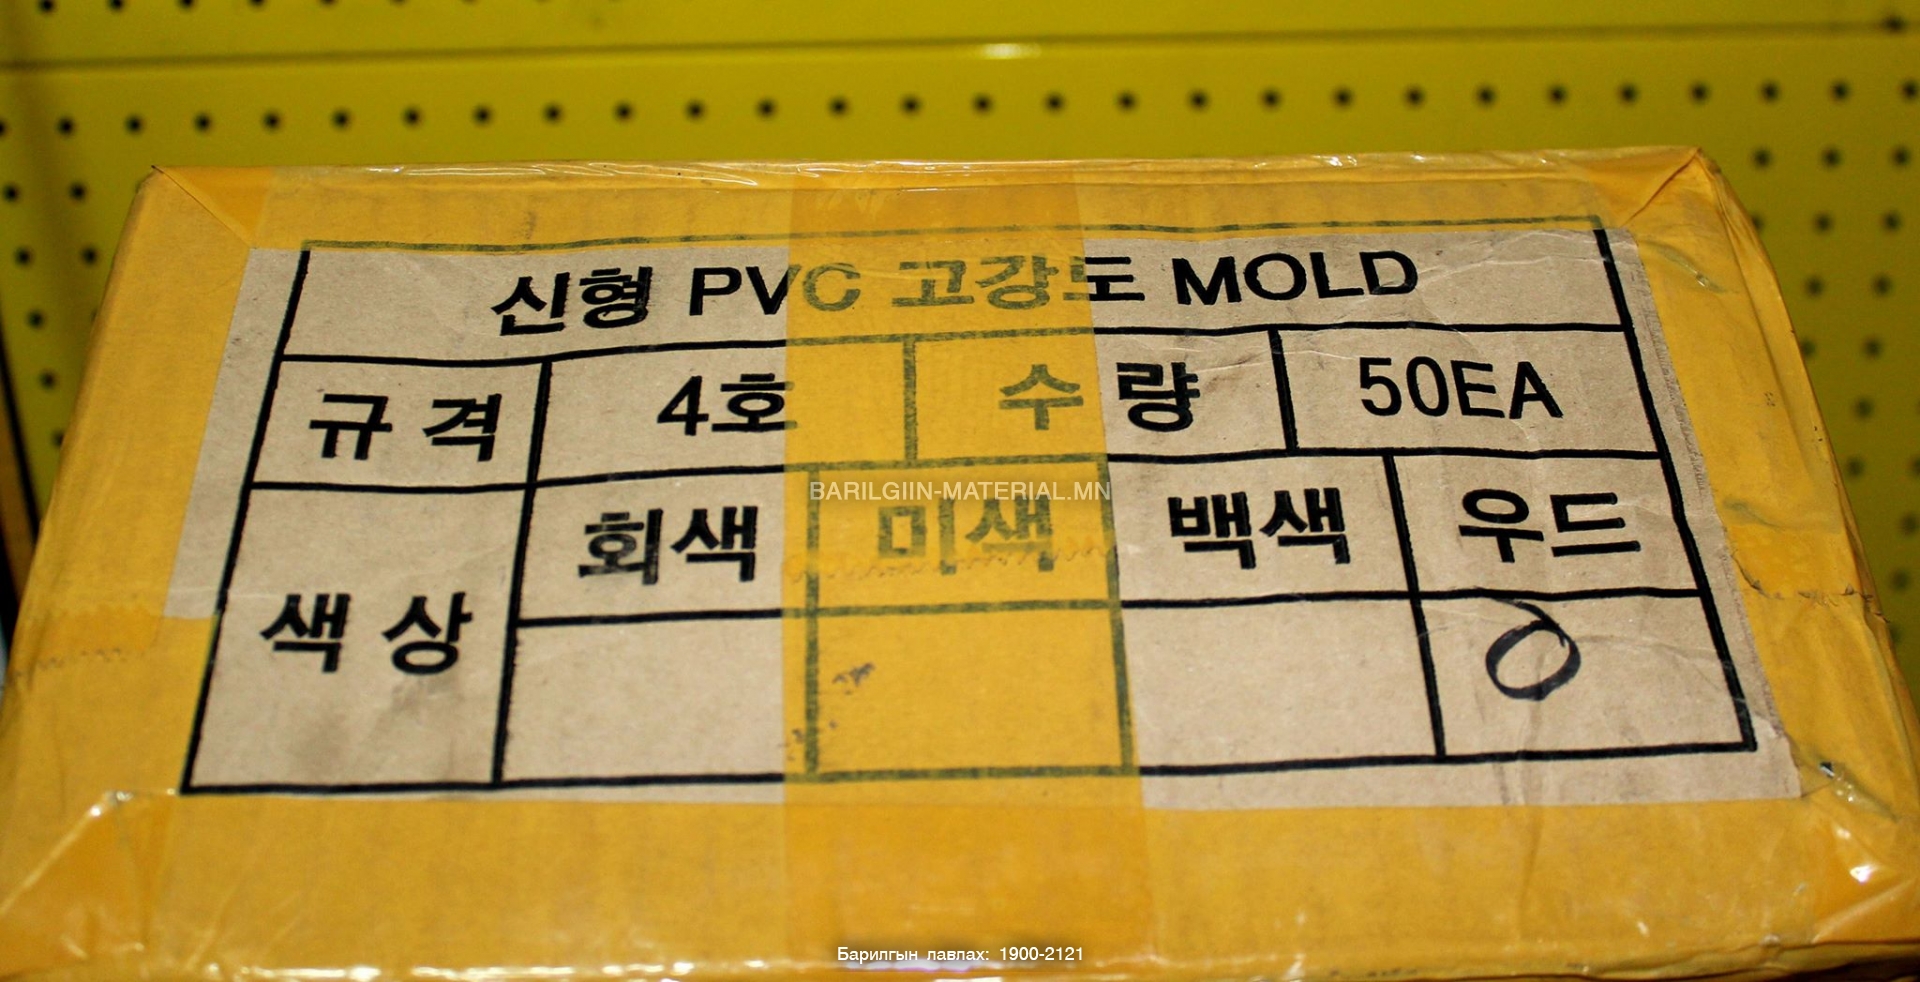 신형 PVC 고강도 MOLD
규격 4호 수량 50EA
색상 회색 미색 백색 우드
O
BARILGIIN-MATERIAL.MN
Барилгын лавлах: 1900-2121